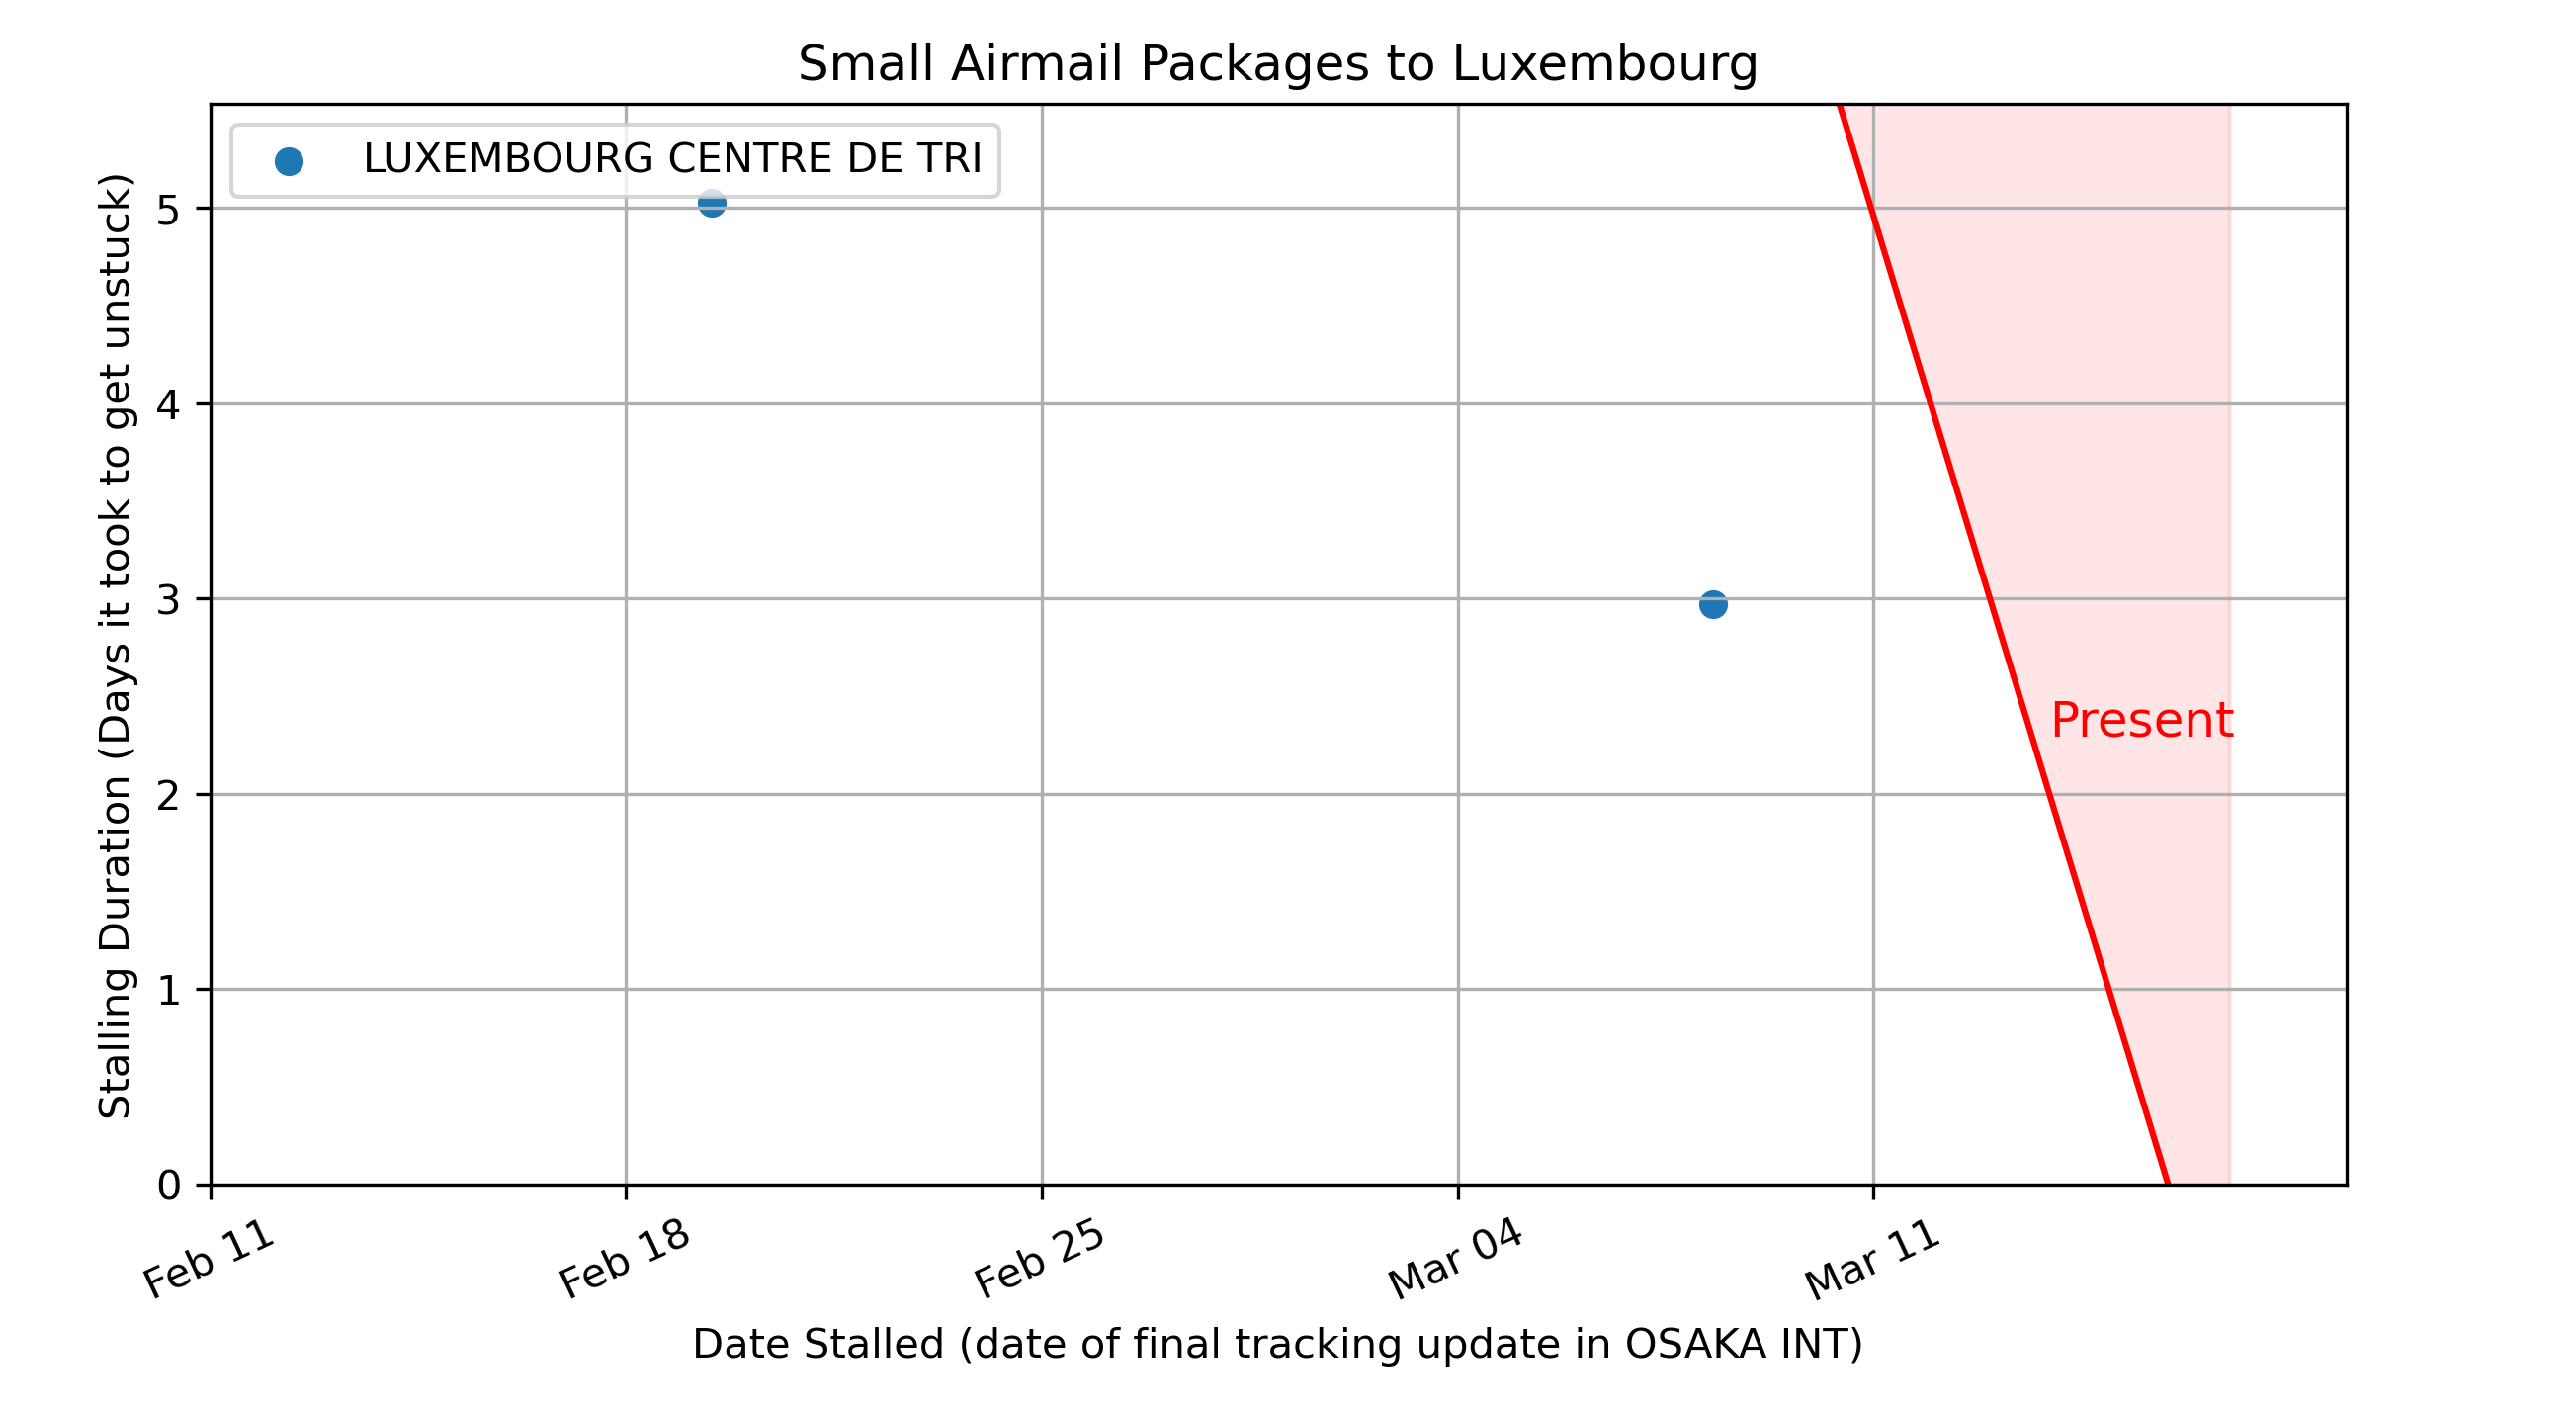 Small Airmail Packages to Luxembourg
LUXEMBOURG CENTRE DE TRI
Stalling Duration (Days it took to get unstuck)
5
4
3
2
1
0
Present
Feb 11
Feb 18
Feb 25
Mar 04
Mar 11
Date Stalled (date of final tracking update in OSAKA INT)